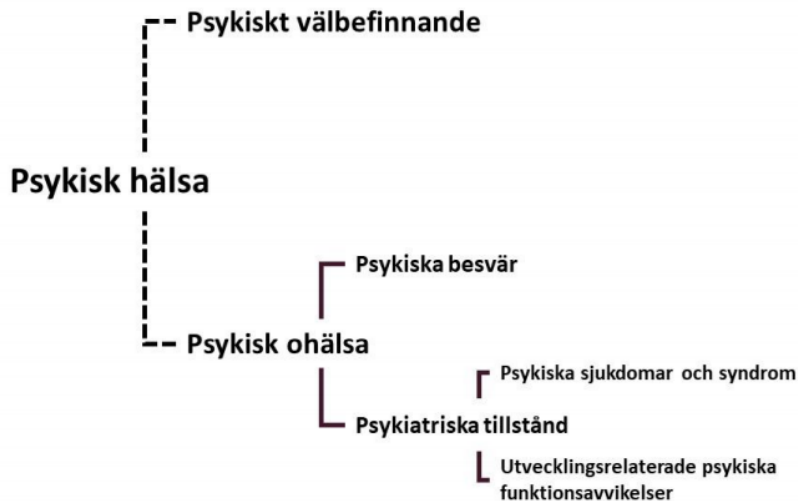 Psykiskt välbefinnande
Psykisk hälsa
Psykiska besvär
Psykisk ohälsa
Psykiska sjukdomar och syndrom
Psykiatriska tillstånd
Utvecklingsrelaterade psykiska
funktionsavvikelser